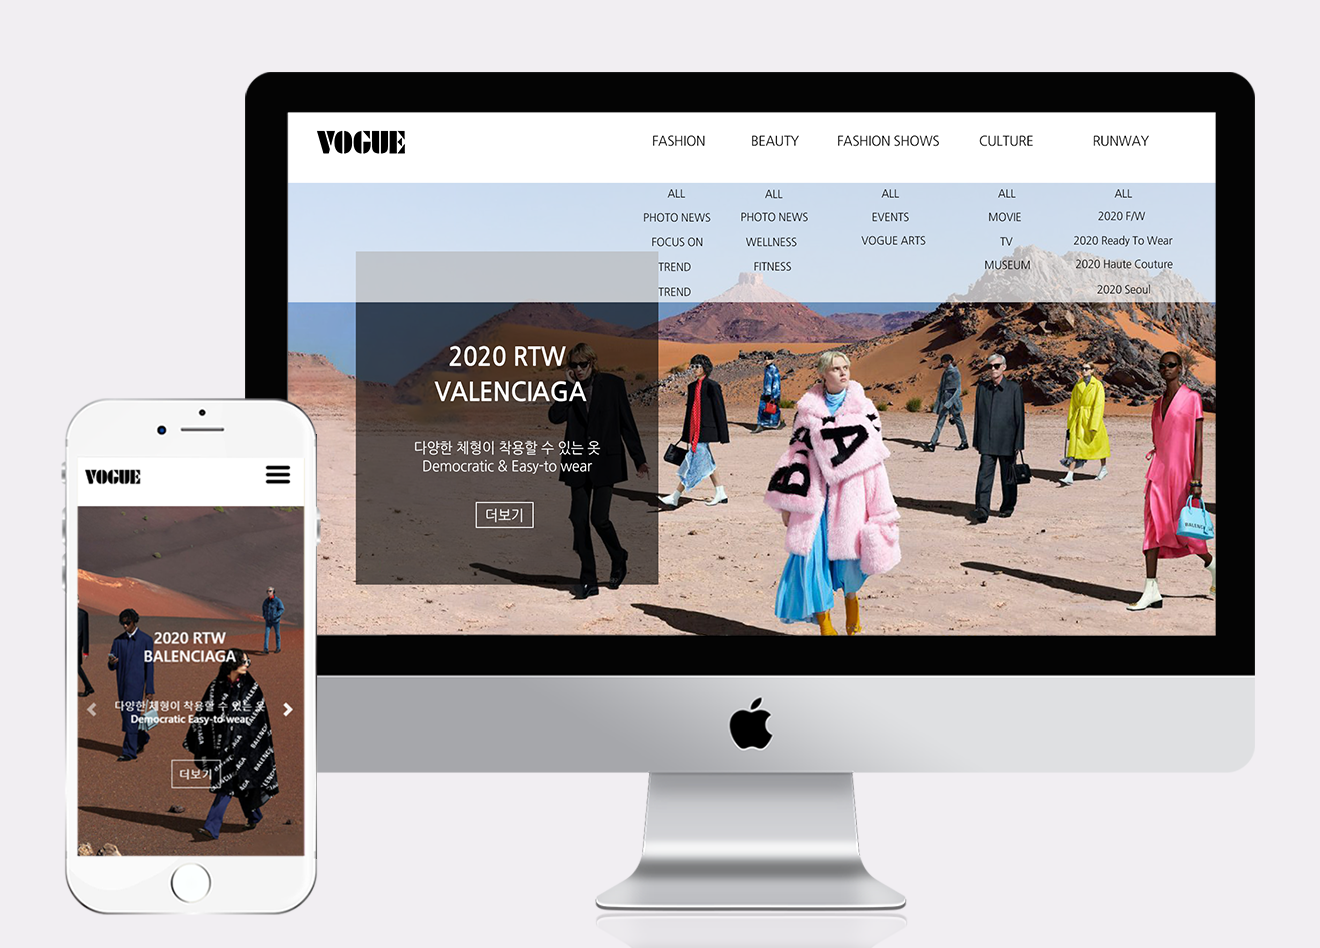 VOGUE
FASHION BEAUTY FASHION SHOWS CULTURE RUNWAY
ALL ALL ALL ALL ALL
PHOTO NEWS PHOTO NEWS EVENTS MOVIE 2020 F/W
FOCUS ON WELLNESS VOGUE ARTS TV 2020 Ready To Wear
TREND FITNESS MUSEUM 2020 Haute Couture
TREND 2020 Seoul
2020 RTW
VALENCIAGA
다양한 체형이 착용할 수 있는 옷
Democratic & Easy-to wear
더보기
BA
VOGUE
2020 RTW
BALENCIAGA
다양한 체형이 착용할 수 있는 옷
Democratic Easy-to-wear
더보기